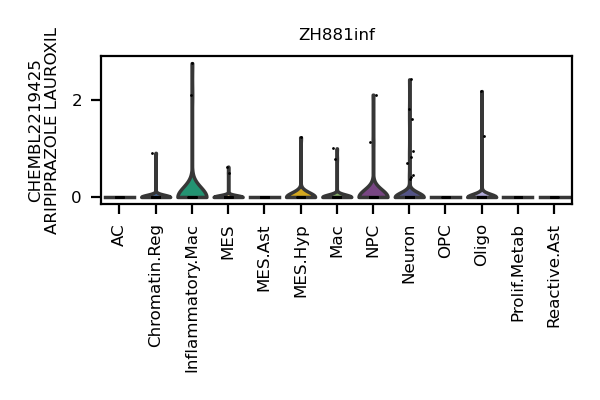 ZH881inf
CHEMBL2219425
ARIPIPRAZOLE LAUROXIL
2
0
AC
Chromatin.Reg
Inflammatory.Mac
MES
MES.Ast
MES.Hyp
Mac
NPC
Neuron
OPC
Oligo
Prolif.Metab
Reactive.Ast